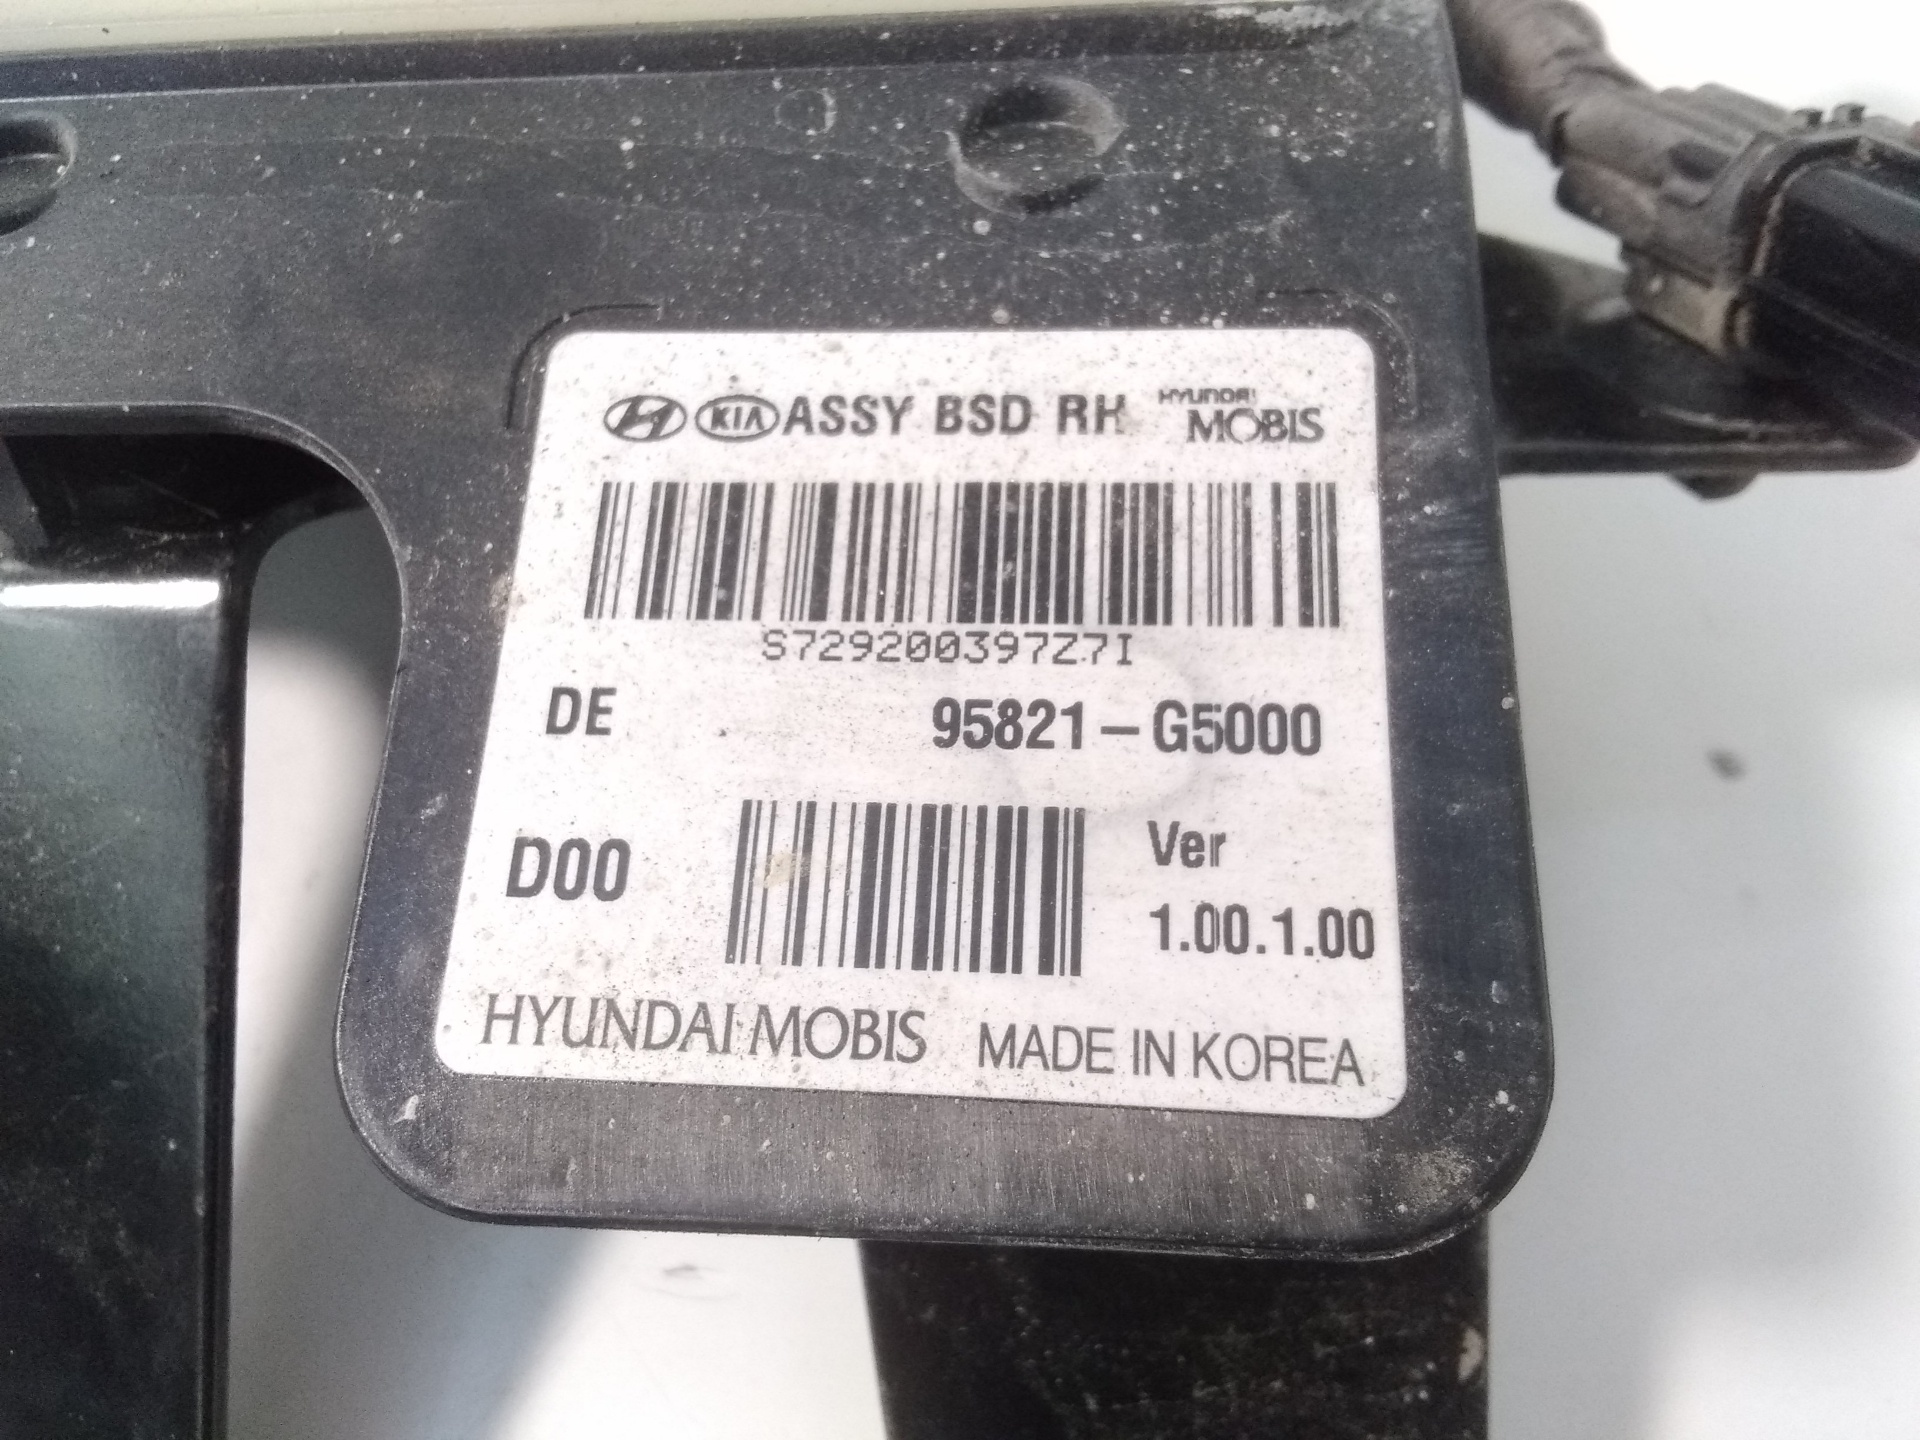 KIA ASSY BSD RH HYUNDAI MOBIS
S729200397Z7I
DE 95821-G5000
D00 Ver
1.00.1.00
HYUNDAI MOBIS MADE IN KOREA